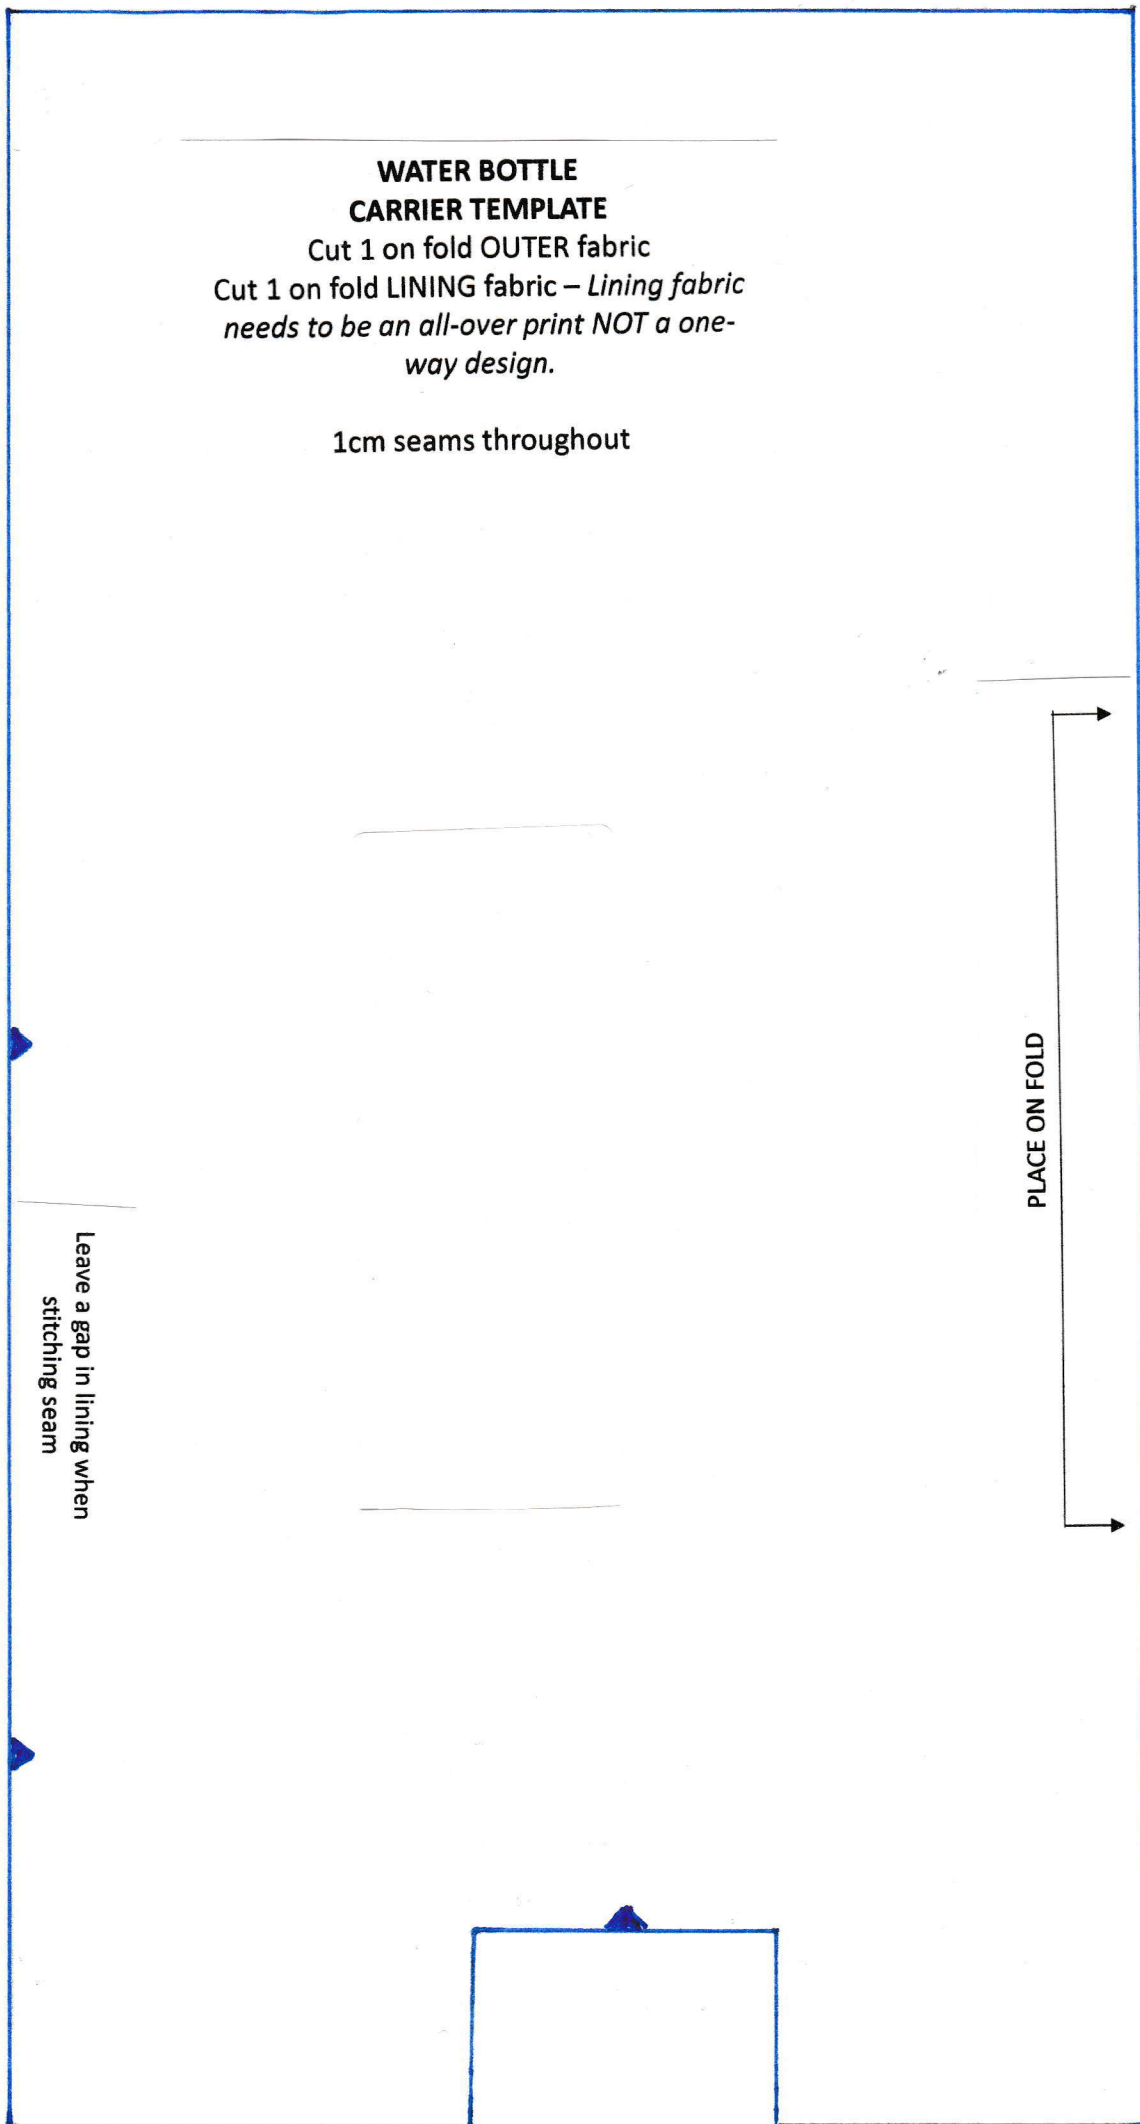 WATER BOTTLE
CARRIER TEMPLATE
Cut 1 on fold OUTER fabric
Cut 1 on fold LINING fabric – Lining fabric
needs to be an all-over print NOT a one-
way design.
1cm seams throughout
PLACE ON FOLD
Leave a gap in lining when
stitching seam